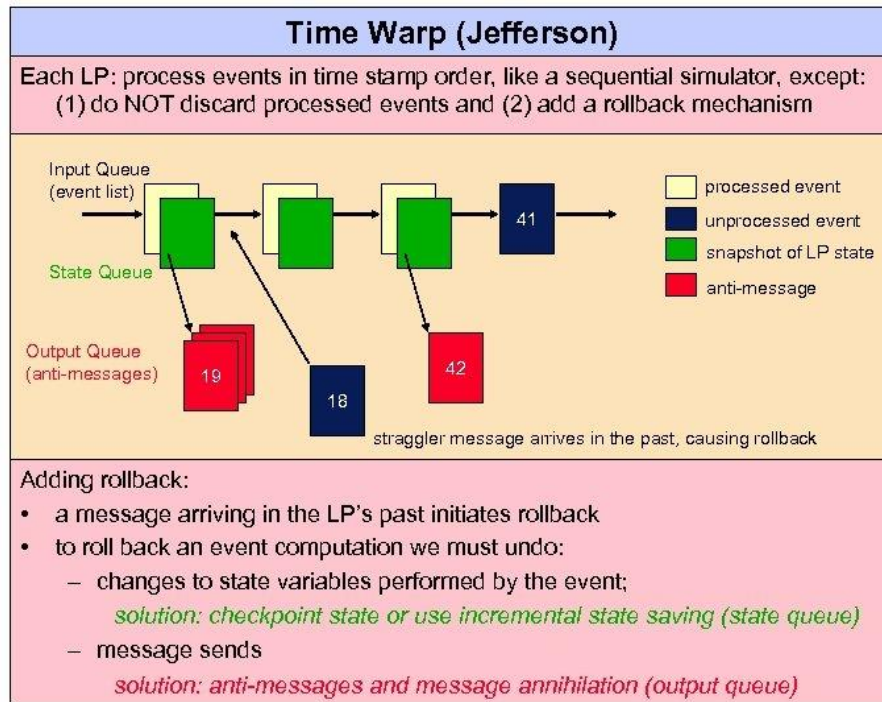 Time Warp (Jefferson)
Each LP: process events in time stamp order, like a sequential simulator, except:
(1) do NOT discard processed events and (2) add a rollback mechanism
Input Queue
(event list)
41
processed event
unprocessed event
snapshot of LP state
anti-message
State Queue
Output Queue
(anti-messages)
19
18
42
straggler message arrives in the past, causing rollback
Adding rollback:
• a message arriving in the LP's past initiates rollback
• to roll back an event computation we must undo:
– changes to state variables performed by the event;
solution: checkpoint state or use incremental state saving (state queue)
– message sends
solution: anti-messages and message annihilation (output queue)